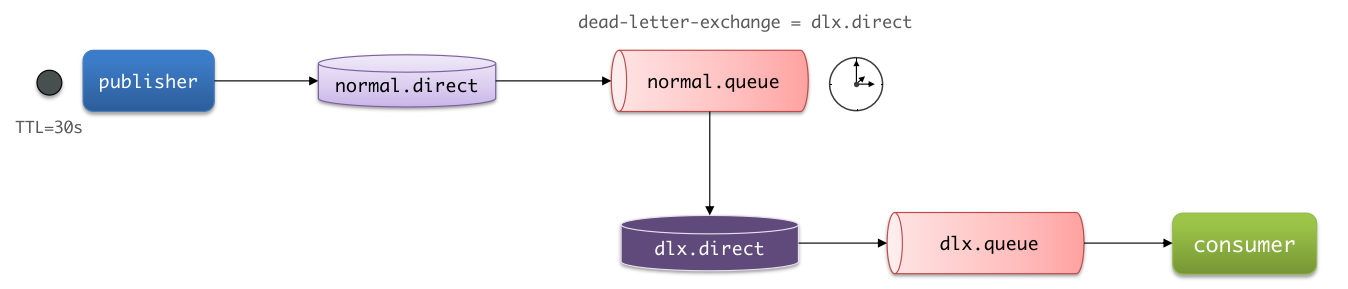 dead-letter-exchange = dlx.direct
publisher
normal.direct
normal.queue
TTL=30s
dlx.direct
dlx.queue
consumer